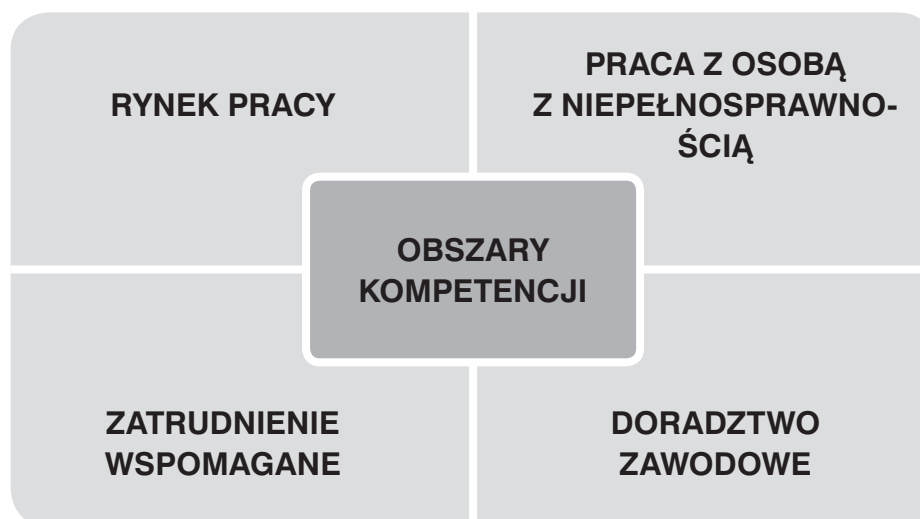 RYNEK PRACY
PRACA Z OSOBĄ
Z NIEPEŁNOSPRAWNO-
ŚCIĄ
OBSZARY
KOMPETENCJI
ZATRUDNIENIE
WSPOMAGANE
DORADZTWO
ZAWODOWE